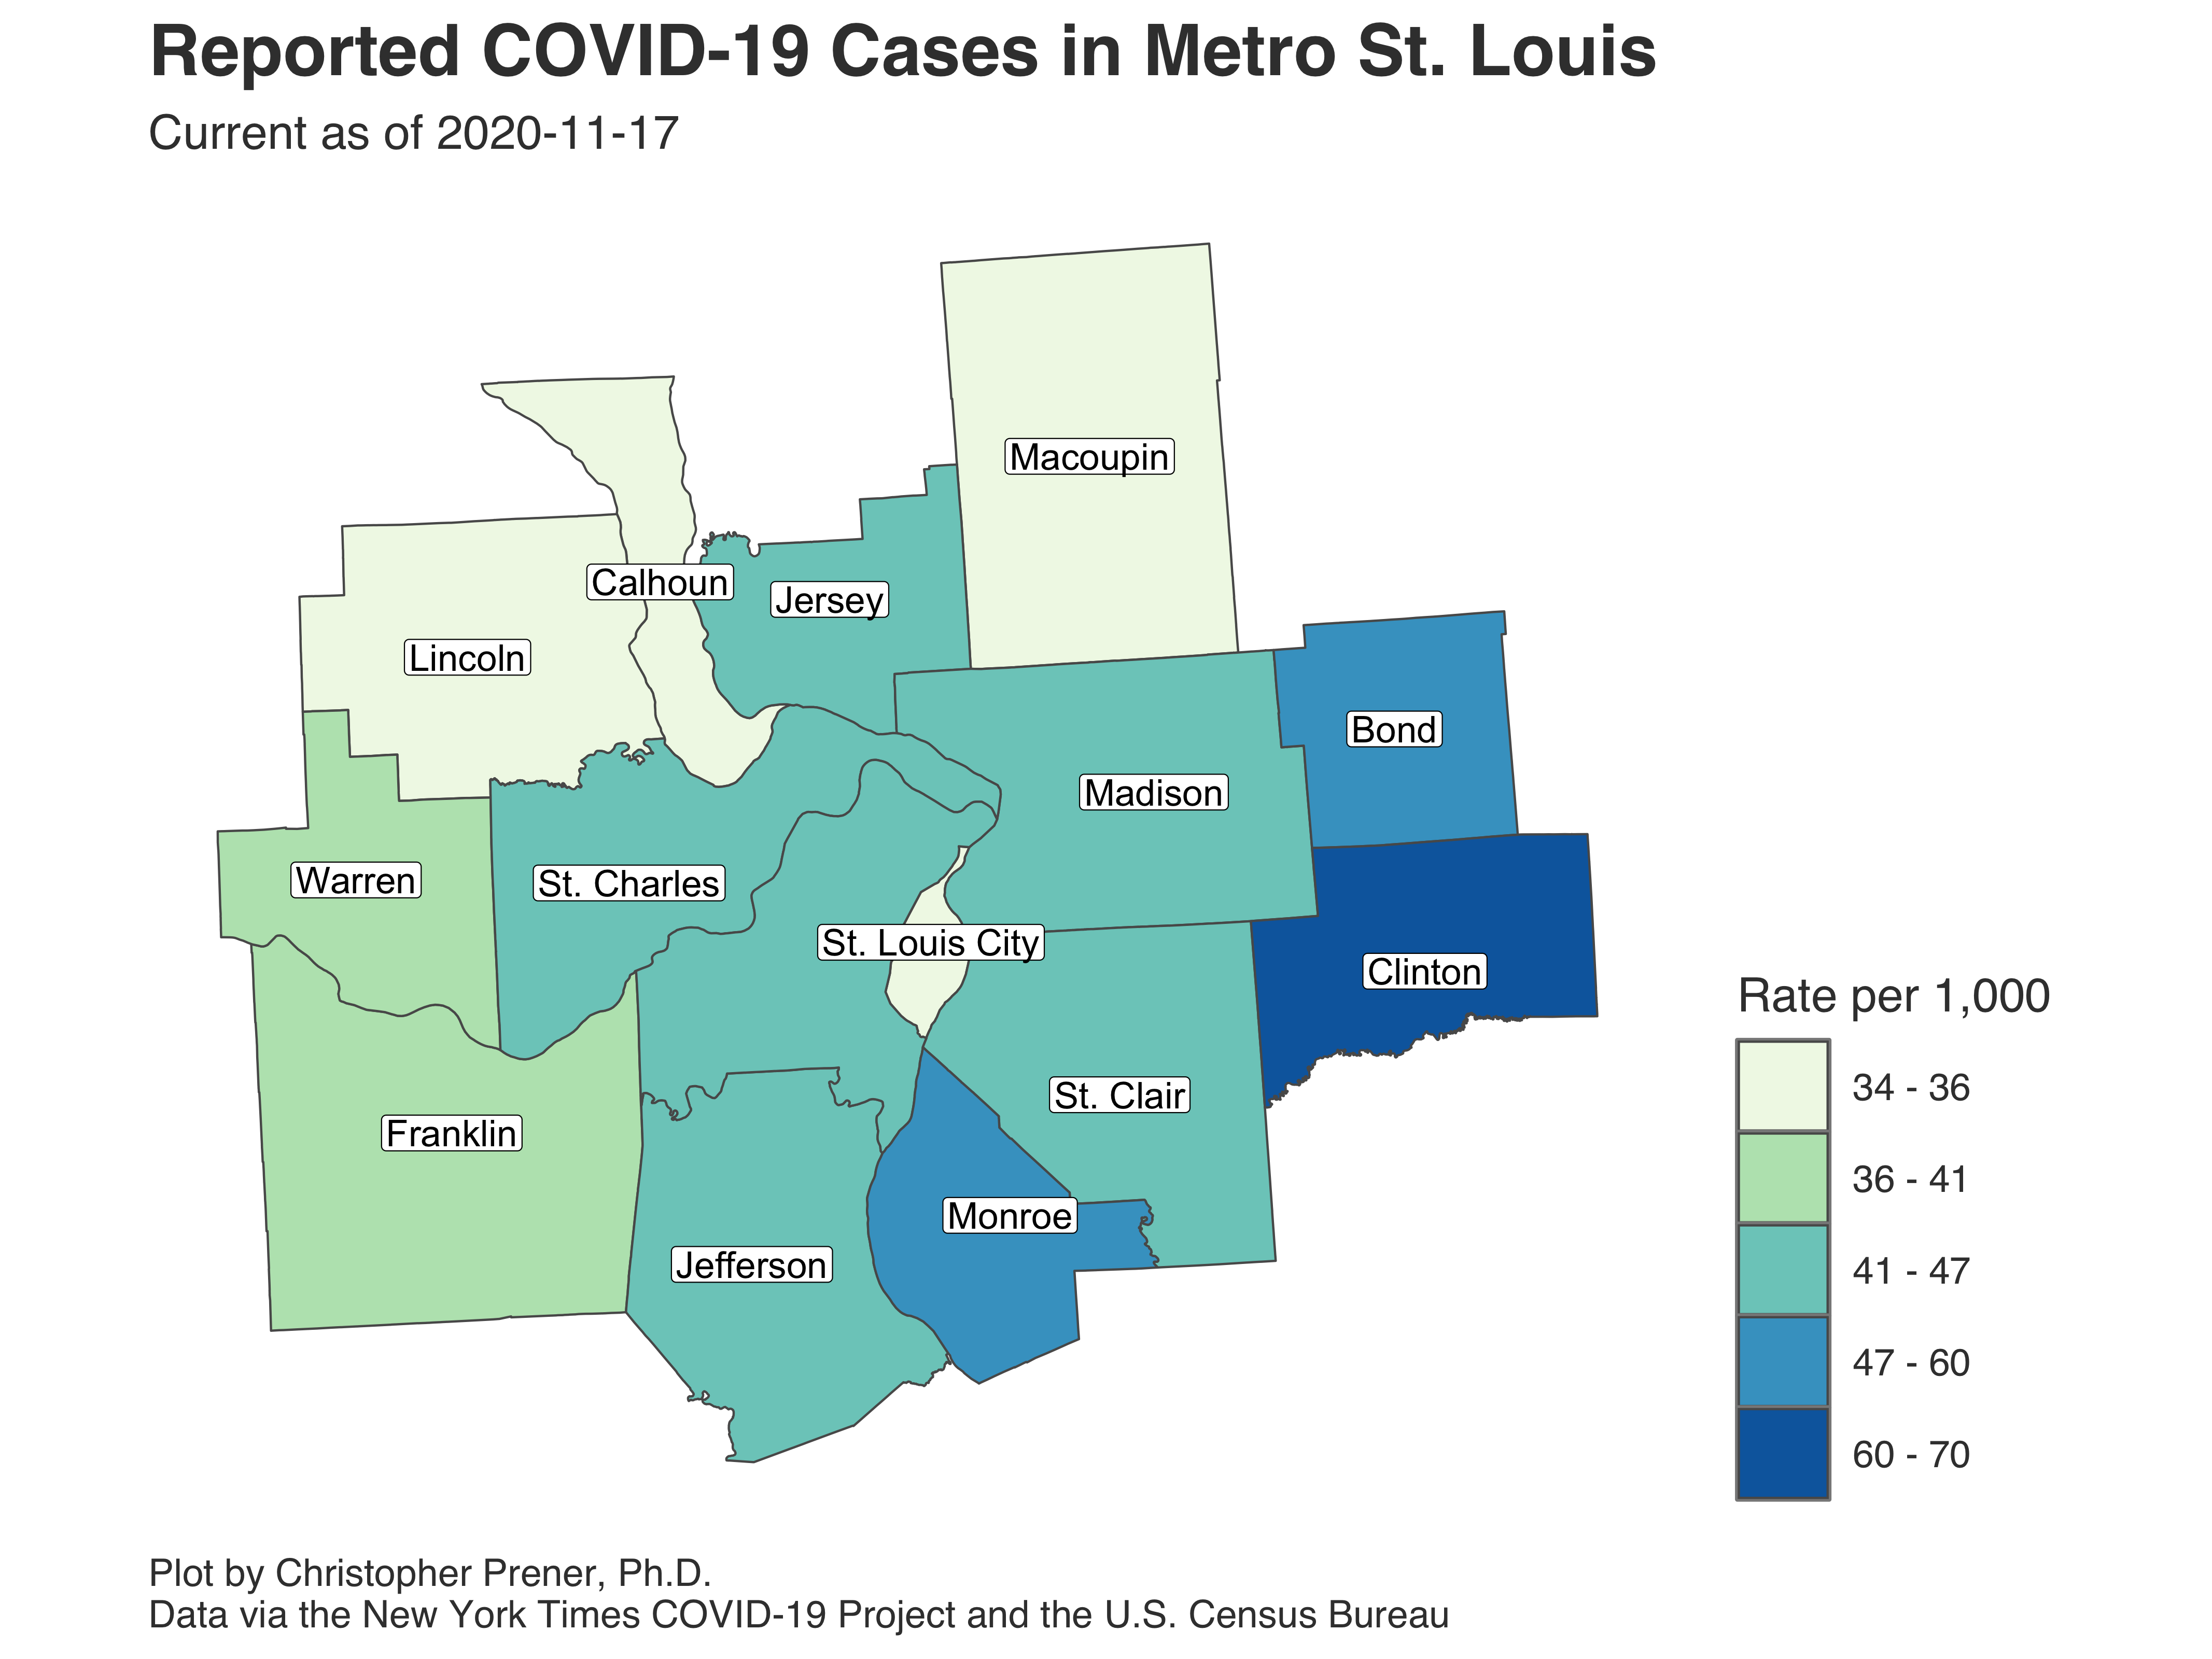 Reported COVID-19 Cases in Metro St. Louis
Current as of 2020-11-17
Macoupin
Calhoun
Jersey
Lincoln
Bond
Madison
Warren
St. Charles
St. Louis City
Clinton
St. Clair
Franklin
Monroe
Jefferson
Rate per 1,000
34 - 36
36 - 41
41 - 47
47 - 60
60 - 70
Plot by Christopher Prener, Ph.D.
Data via the New York Times COVID-19 Project and the U.S. Census Bureau